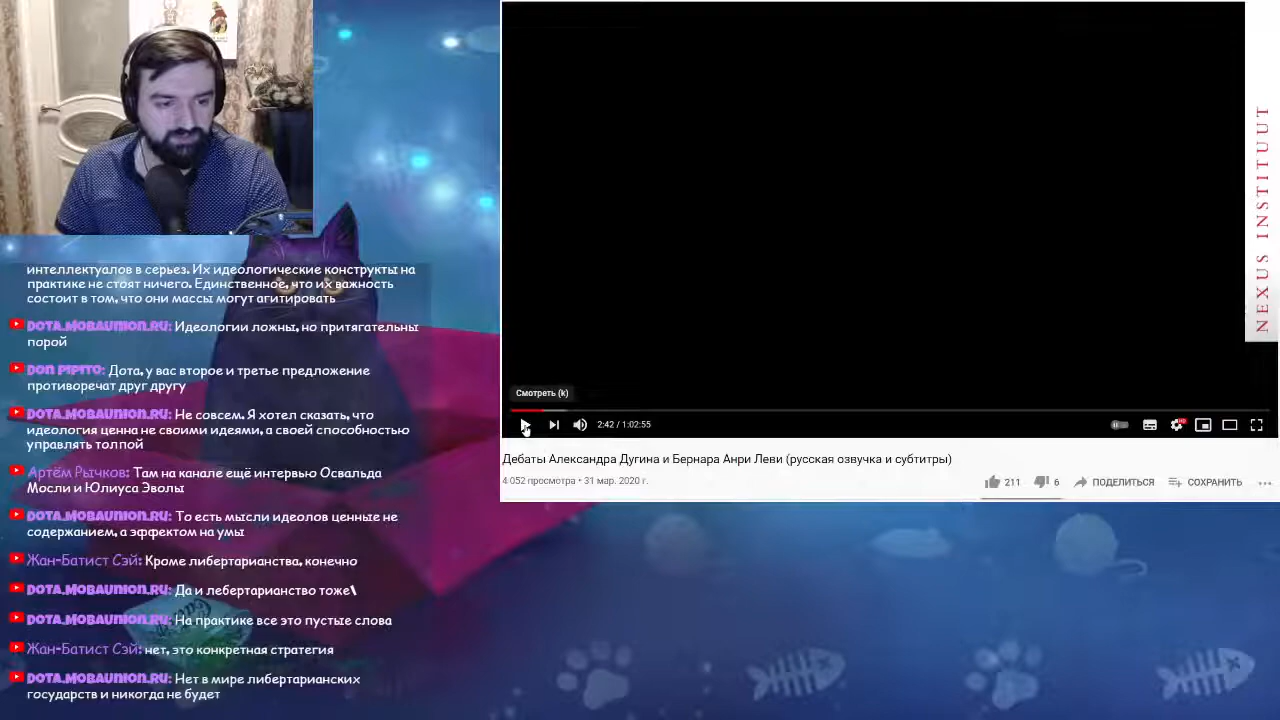 интеллектуалов в серьез. Их идеологические конструкты на
практике не стоят ничего. Единственное, что их важность
состоит в том, что они массы могут агитировать
DOTA.MOBAUNION.RU: Идеологии ложны, но притягательны
порой
DON PEPITO: Дота, у вас второе и третье предложение
противоречат друг другу
DOTA.MOBAUNION.RU: Не совсем. Я хотел сказать, что
идеология ценна не своими идеями, а своей способностью
управлять толпой
Артём Рычков: Там на канале ещё интервью Освальда
Мосли и Юлиуса Эволы
DOTA.MOBAUNION.RU: То есть мысли идеолов ценные не
содержанием, а эффектом на умы
Жан-Батист Сэй: Кроме либертарианства, конечно
DOTA.MOBAUNION.RU: Да и лебертарианство тоже\
DOTA.MOBAUNION.RU: На практике все это пустые слова
Жан-Батист Сэй: нет, это конкретная стратегия
DOTA.MOBAUNION.RU: Нет в мире либертарианских
государств и никогда не будет
NEXUS INSTITUUT
Смотреть (k)
2:42 / 1:02:55
HD
Дебаты Александра Дугина и Бернара Анри Леви (русская озвучка и субтитры)
4 052 просмотра • 31 мар. 2020 г.
211
6
ПОДЕЛИТЬСЯ
СОХРАНИТЬ